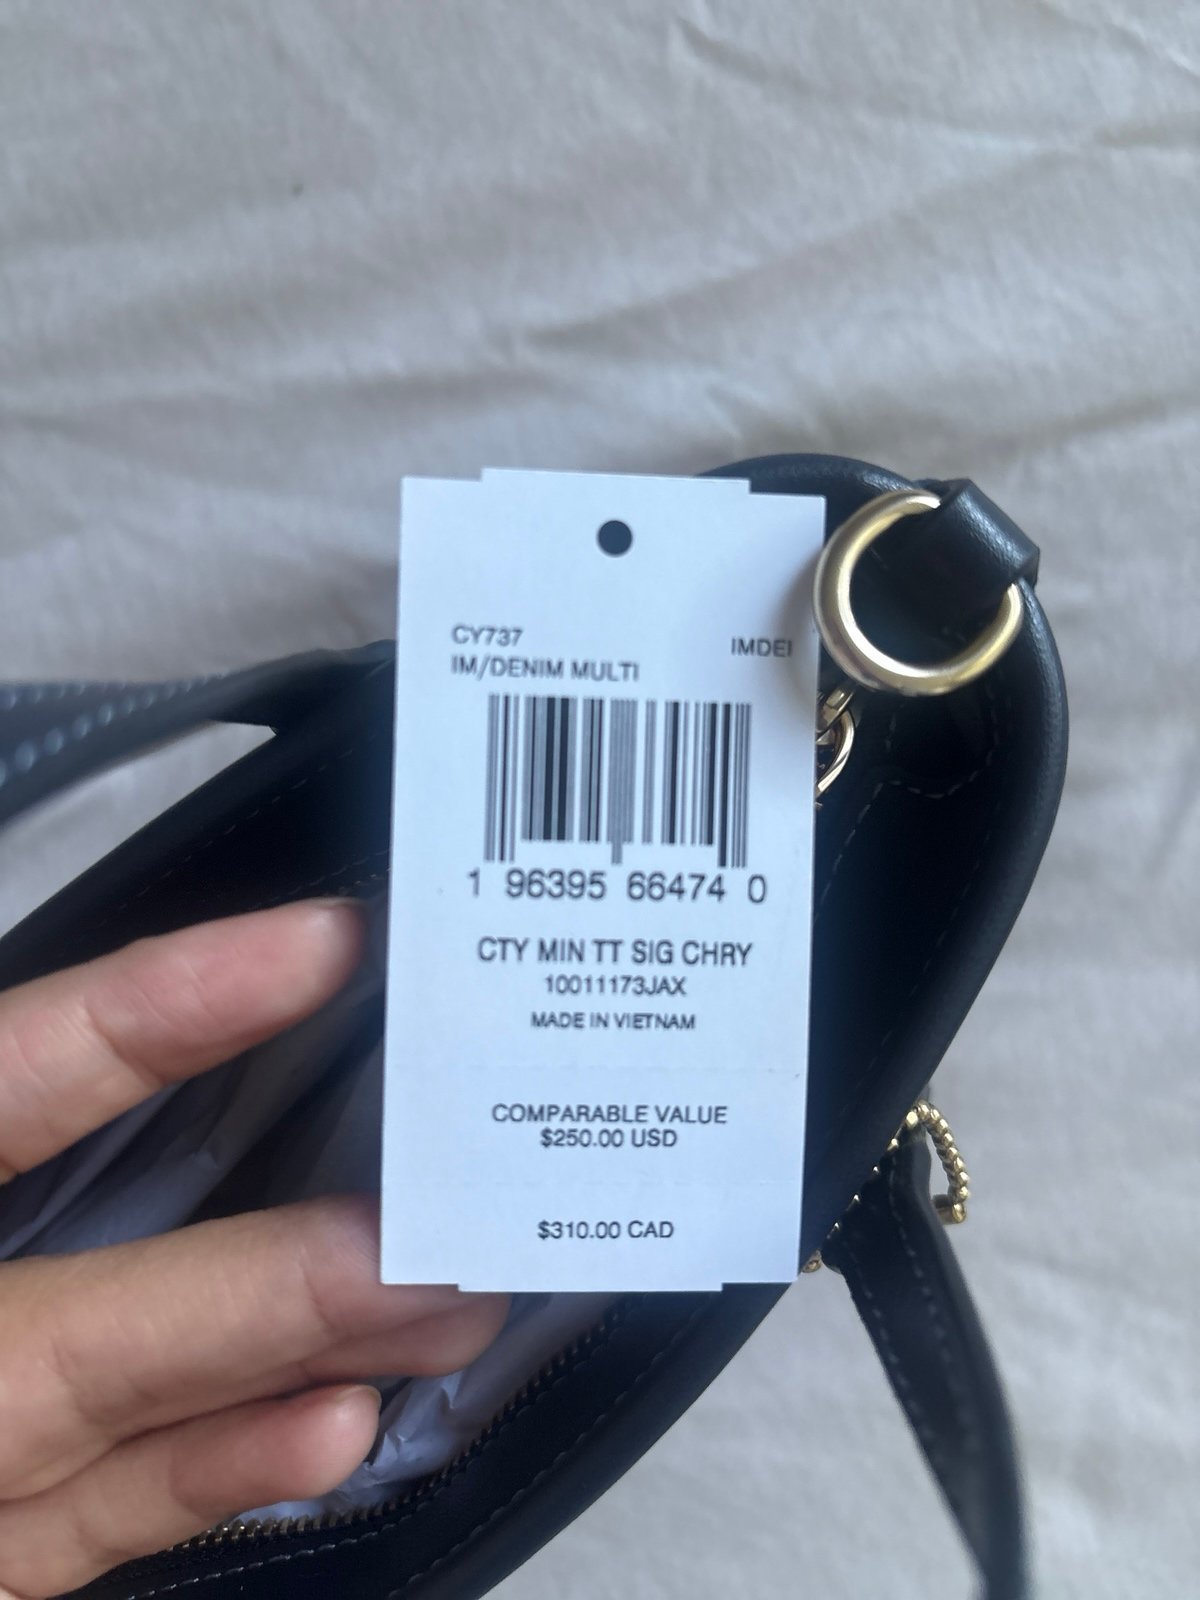 CY737
IMDEI
IM/DENIM MULTI
1 96395 66474 0
CTY MIN TT SIG CHRY
10011173JAX
MADE IN VIETNAM
COMPARABLE VALUE
$250.00 USD
$310.00 CAD